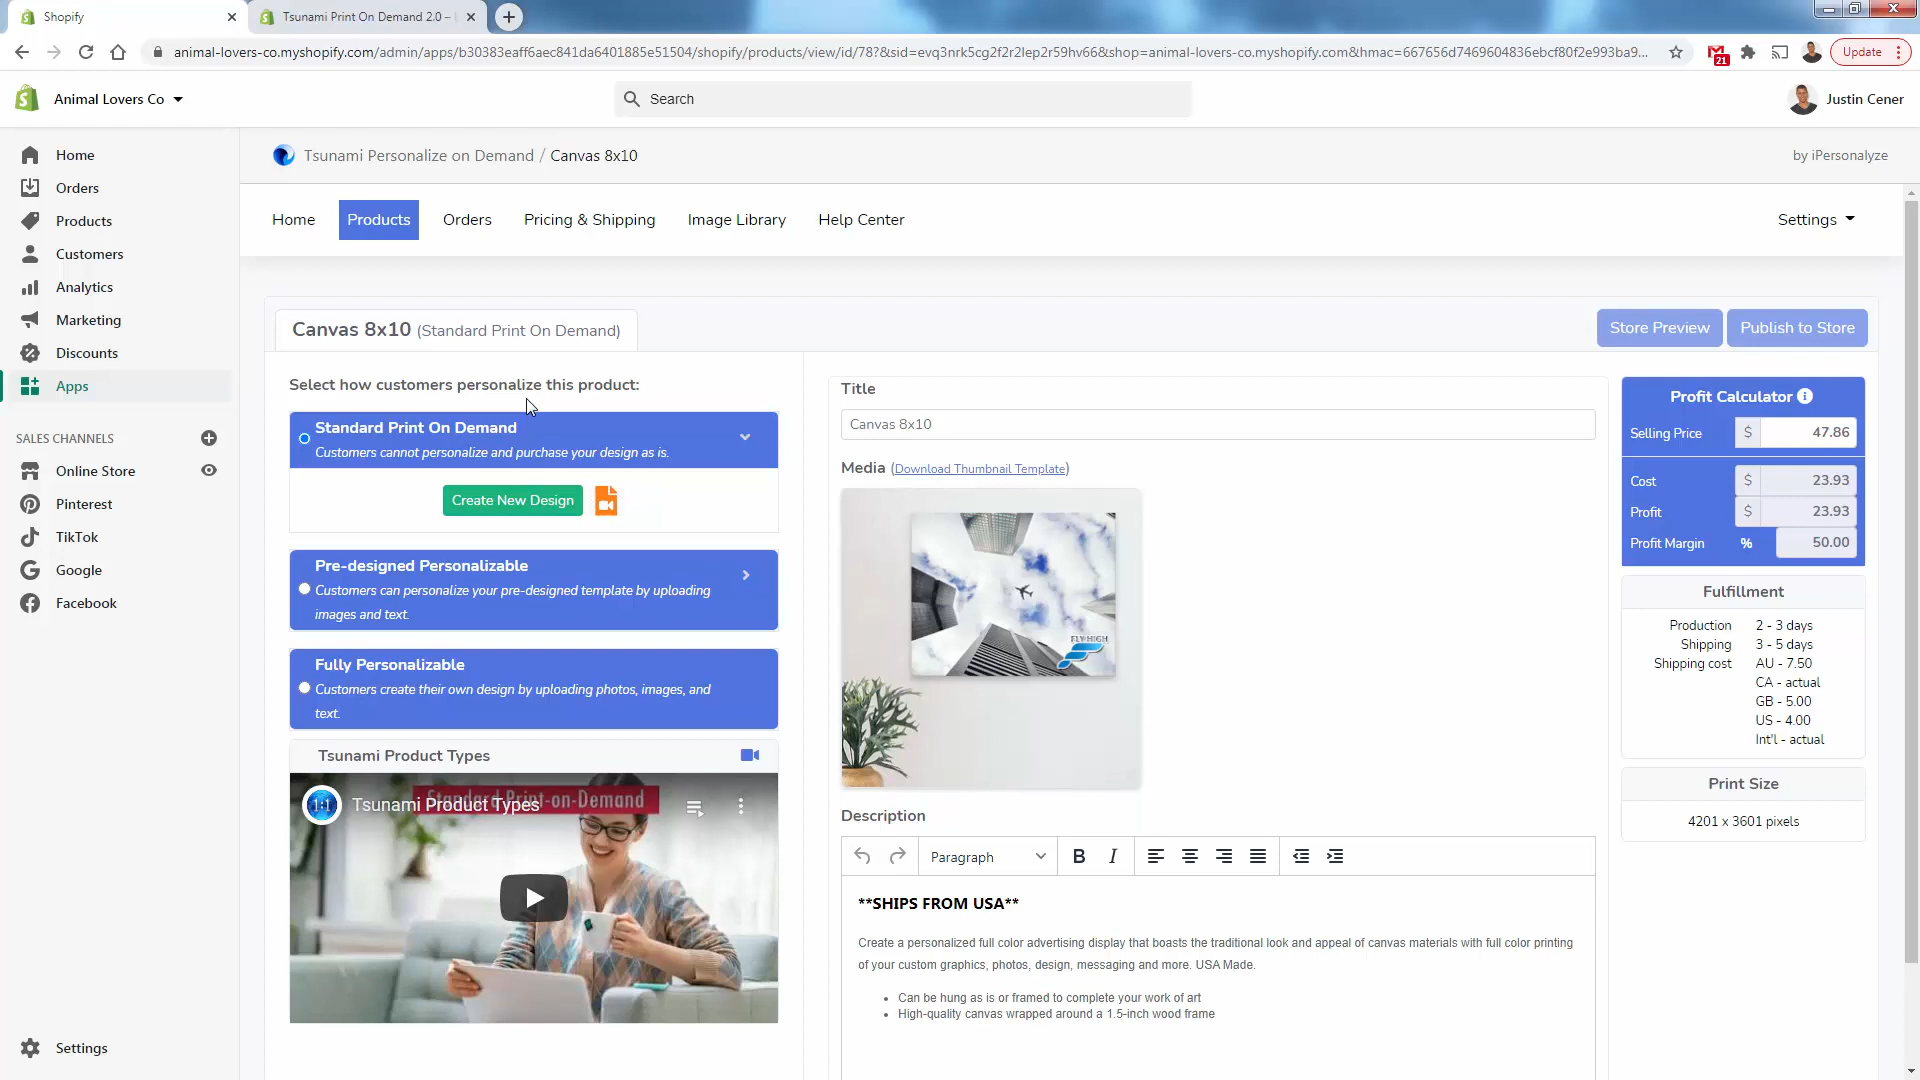 Shopify
Tsunami Print On Demand 2.0 –
animal-lovers-co.myshopify.com/admin/apps/b30383eaff6aec841da6401885e51504/shopify/products/view/id/78?&sid=evq3nrk5cg2f2r2lep2r59hv66&shop=animal-lovers-co.myshopify.com&hmac=667656d7469604836ebcf80f2e993ba9...
21
Update
Animal Lovers Co
Search
Justin Cener
Home
Orders
Products
Customers
Analytics
Marketing
Discounts
Apps
SALES CHANNELS
Online Store
Pinterest
TikTok
Google
Facebook
Settings
Tsunami Personalize on Demand / Canvas 8x10
by iPersonalyze
Home
Products
Orders
Pricing & Shipping
Image Library
Help Center
Settings
Canvas 8x10 (Standard Print On Demand)
Store Preview
Publish to Store
Select how customers personalize this product:
Standard Print On Demand
Customers cannot personalize and purchase your design as is.
Create New Design
Pre-designed Personalizable
Customers can personalize your pre-designed template by uploading
images and text.
Fully Personalizable
Customers create their own design by uploading photos, images, and
text.
Tsunami Product Types
Standard Print-on-Demand
1:1
Tsunami Product Types
Title
Canvas 8x10
Media (Download Thumbnail Template)
FLY HIGH
Description
Paragraph
B
I
**SHIPS FROM USA**
Create a personalized full color advertising display that boasts the traditional look and appeal of canvas materials with full color printing
of your custom graphics, photos, design, messaging and more. USA Made.
Can be hung as is or framed to complete your work of art
High-quality canvas wrapped around a 1.5-inch wood frame
Profit Calculator
Selling Price $ 47.86
Cost $ 23.93
Profit $ 23.93
Profit Margin % 50.00
Fulfillment
Production 2 - 3 days
Shipping 3 - 5 days
Shipping cost AU - 7.50
CA - actual
GB - 5.00
US - 4.00
Int'l - actual
Print Size
4201 x 3601 pixels